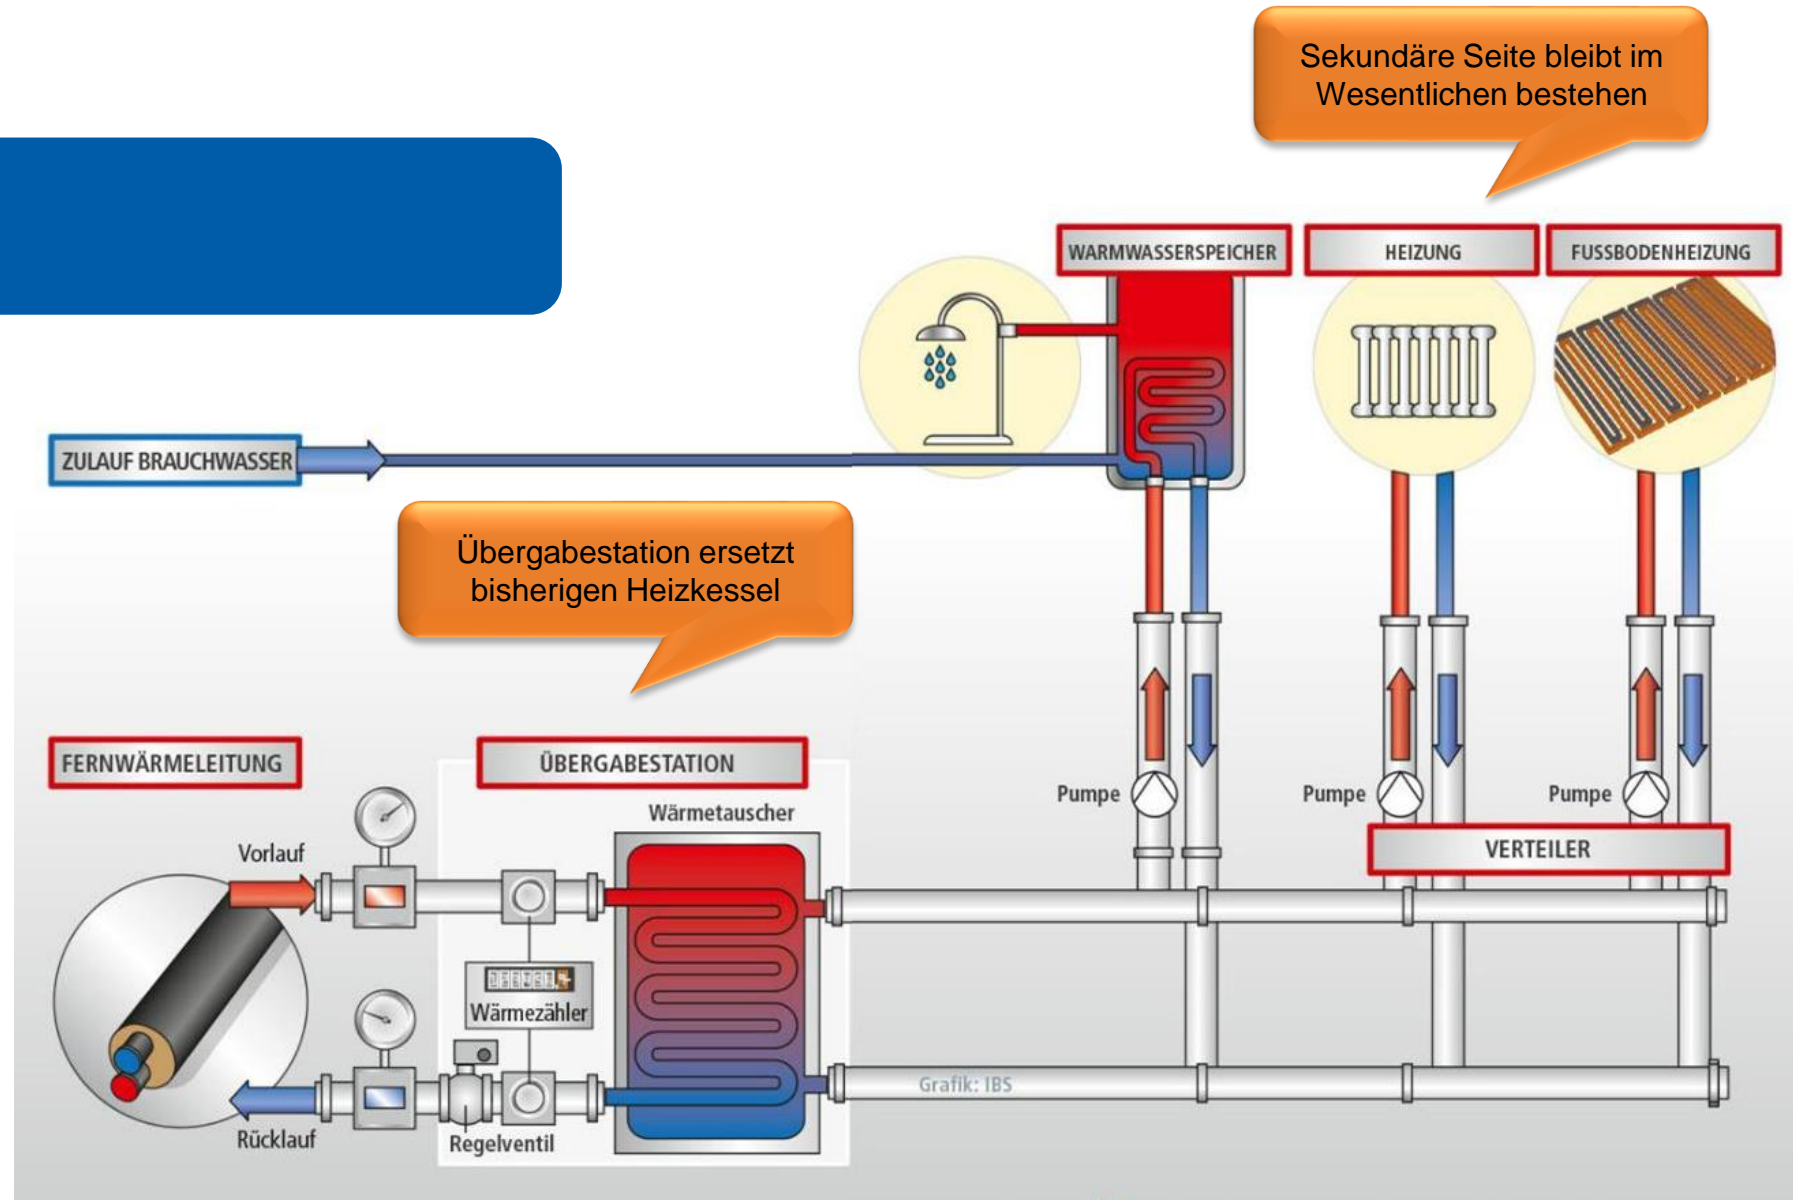 Sekundäre Seite bleibt im
Wesentlichen bestehen
WARMWASSERSPEICHER
HEIZUNG
FUSSBODENHEIZUNG
ZULAUF BRAUCHWASSER
Übergabestation ersetzt
bisherigen Heizkessel
FERNWÄRMELEITUNG
ÜBERGABESTATION
Pumpe
Pumpe
Pumpe
Wärmetauscher
VERTEILER
Vorlauf
Wärmezähler
Grafik: IBS
Rücklauf
Regelventil